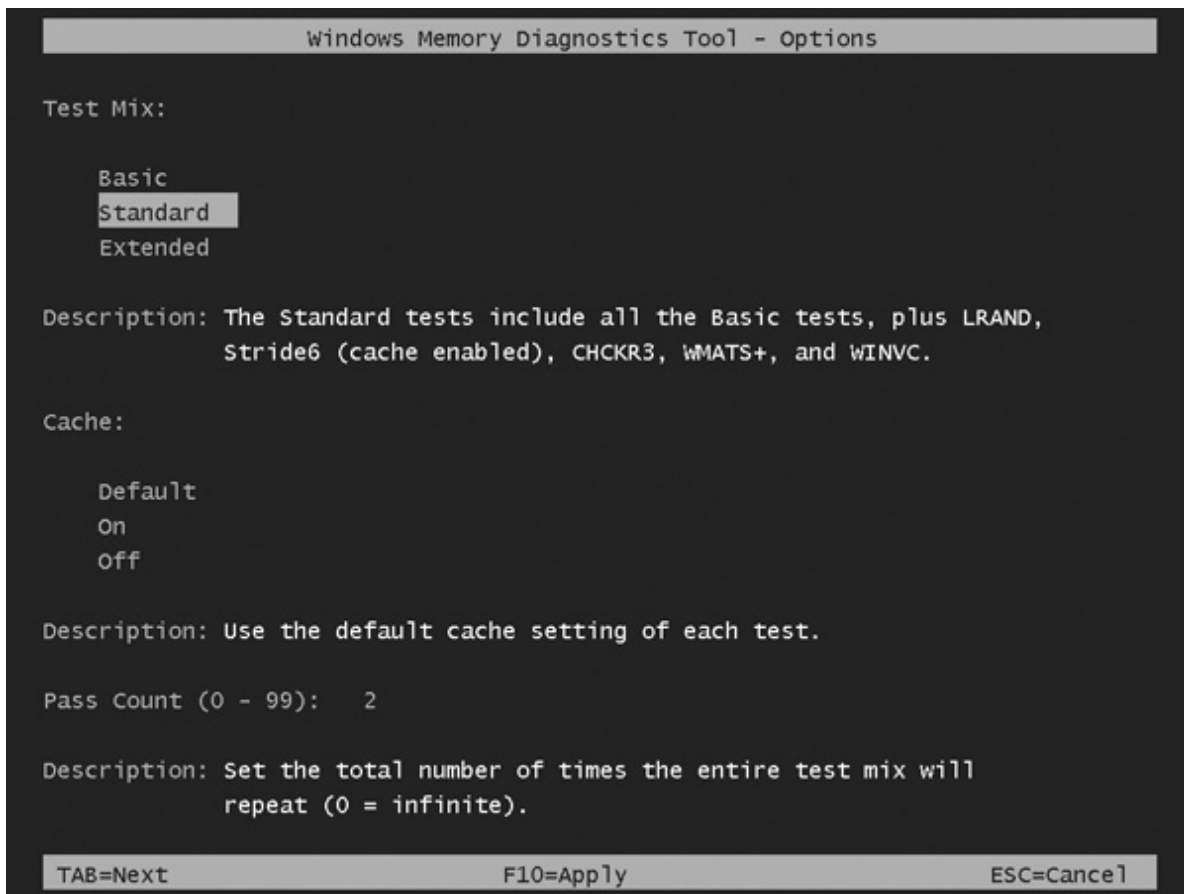 Windows Memory Diagnostics Tool - Options
Test Mix:
Basic
Standard
Extended
Description: The Standard tests include all the Basic tests, plus LRAND,
Stride6 (cache enabled), CHCKR3, WMATS+, and WINVC.
Cache:
Default
On
Off
Description: Use the default cache setting of each test.
Pass Count (0 - 99): 2
Description: Set the total number of times the entire test mix will
repeat (0 = infinite).
TAB=Next F10=Apply ESC=Cancel